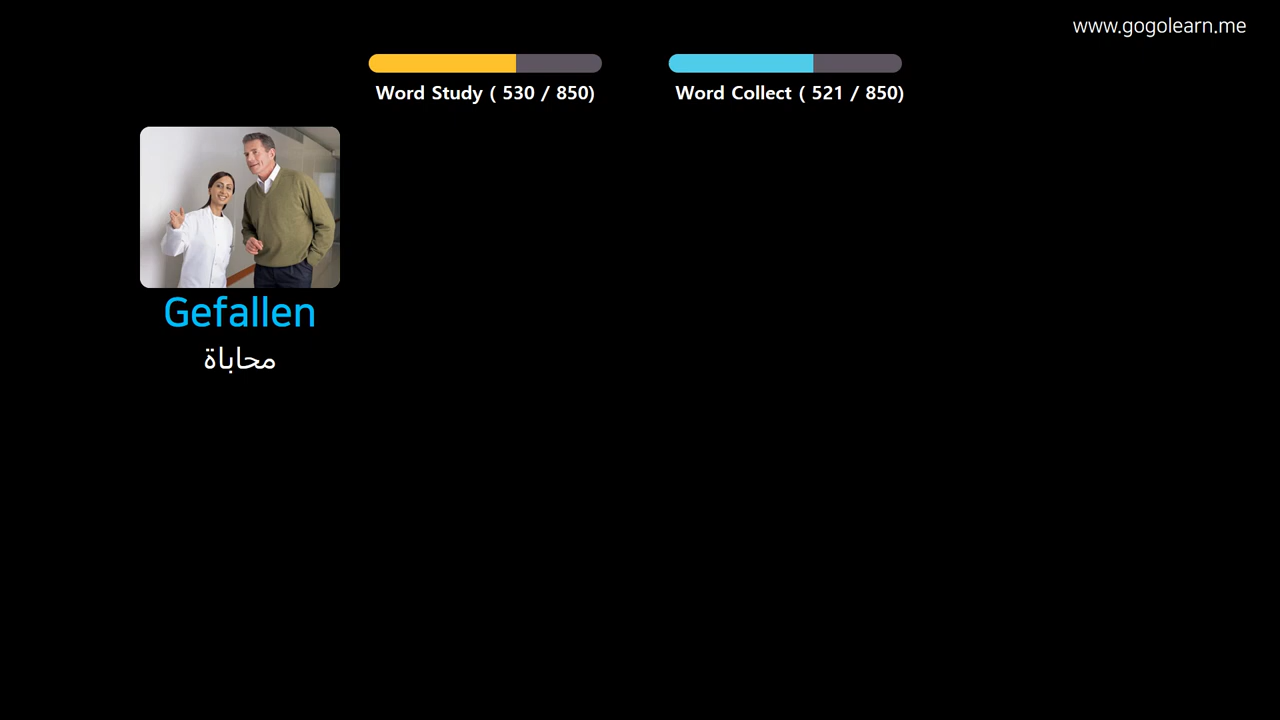 www.gogolearn.me
Word Study ( 530 / 850)
Word Collect ( 521 / 850)
Gefallen
محاباة